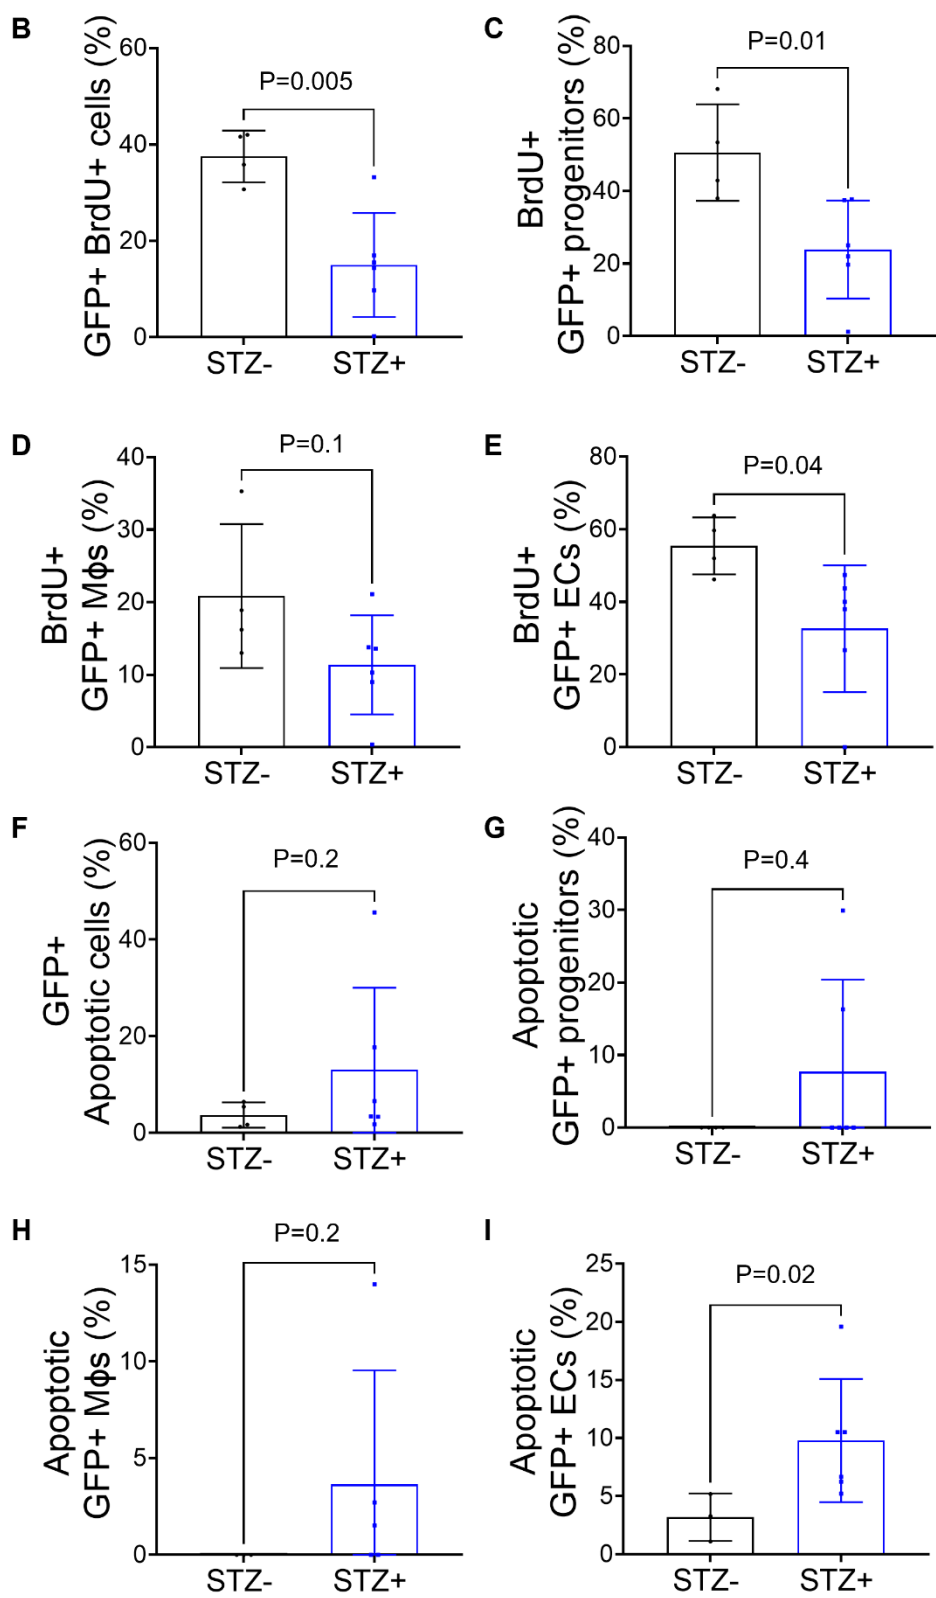 B
GFP+ BrdU+ cells (%)
60
40
20
0
P=0.005
STZ-
STZ+
C
BrdU+
GFP+ progenitors (%)
80
60
40
20
0
P=0.01
STZ-
STZ+
D
BrdU+
GFP+ Mϕs (%)
40
30
20
10
0
P=0.1
STZ-
STZ+
E
BrdU+
GFP+ ECs (%)
80
60
40
20
0
P=0.04
STZ-
STZ+
F
GFP+
Apoptotic cells (%)
60
40
20
0
P=0.2
STZ-
STZ+
G
Apoptotic
GFP+ progenitors (%)
40
30
20
10
0
P=0.4
STZ-
STZ+
H
Apoptotic
GFP+ Mϕs (%)
15
10
5
0
P=0.2
STZ-
STZ+
I
Apoptotic
GFP+ ECs (%)
25
20
15
10
5
0
P=0.02
STZ-
STZ+